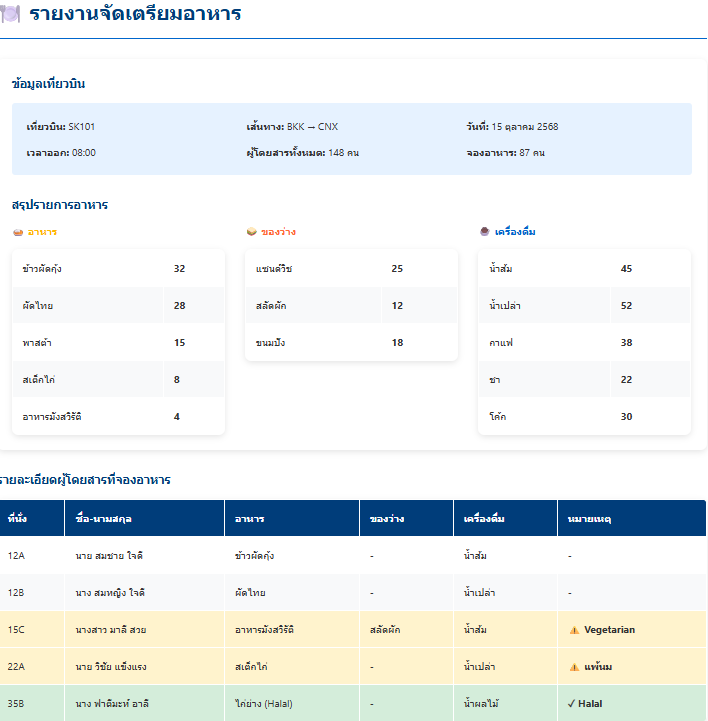 รายงานจัดเตรียมอาหาร
ข้อมูลเที่ยวบิน
เที่ยวบิน: SK101 เส้นทาง: BKK → CNX วันที่: 15 ตุลาคม 2568
เวลาออก: 08:00 ผู้โดยสารทั้งหมด: 148 คน จองอาหาร: 87 คน
สรุปรายการอาหาร
อาหาร ของว่าง เครื่องดื่ม
ข้าวผัดกุ้ง 32 แซนด์วิช 25 น้ำส้ม 45
ผัดไทย 28 สลัดผัก 12 น้ำเปล่า 52
พาสต้า 15 ขนมปัง 18 กาแฟ 38
สเต็กไก่ 8 ชา 22
อาหารมังสวิรัติ 4 โค้ก 30
รายละเอียดผู้โดยสารที่จองอาหาร
ที่นั่ง ชื่อ-นามสกุล อาหาร ของว่าง เครื่องดื่ม หมายเหตุ
12A นาย สมชาย ใจดี ข้าวผัดกุ้ง - น้ำส้ม -
12B นาง สมหญิง ใจดี ผัดไทย - น้ำเปล่า -
15C นางสาว มาลี สวย อาหารมังสวิรัติ สลัดผัก น้ำส้ม ⚠️ Vegetarian
22A นาย วิชัย แข็งแรง สเต็กไก่ - น้ำเปล่า ⚠️ แพ้นม
35B นาง ฟาติมะห์ อาลี ไก่ย่าง (Halal) - น้ำผลไม้ ✓ Halal